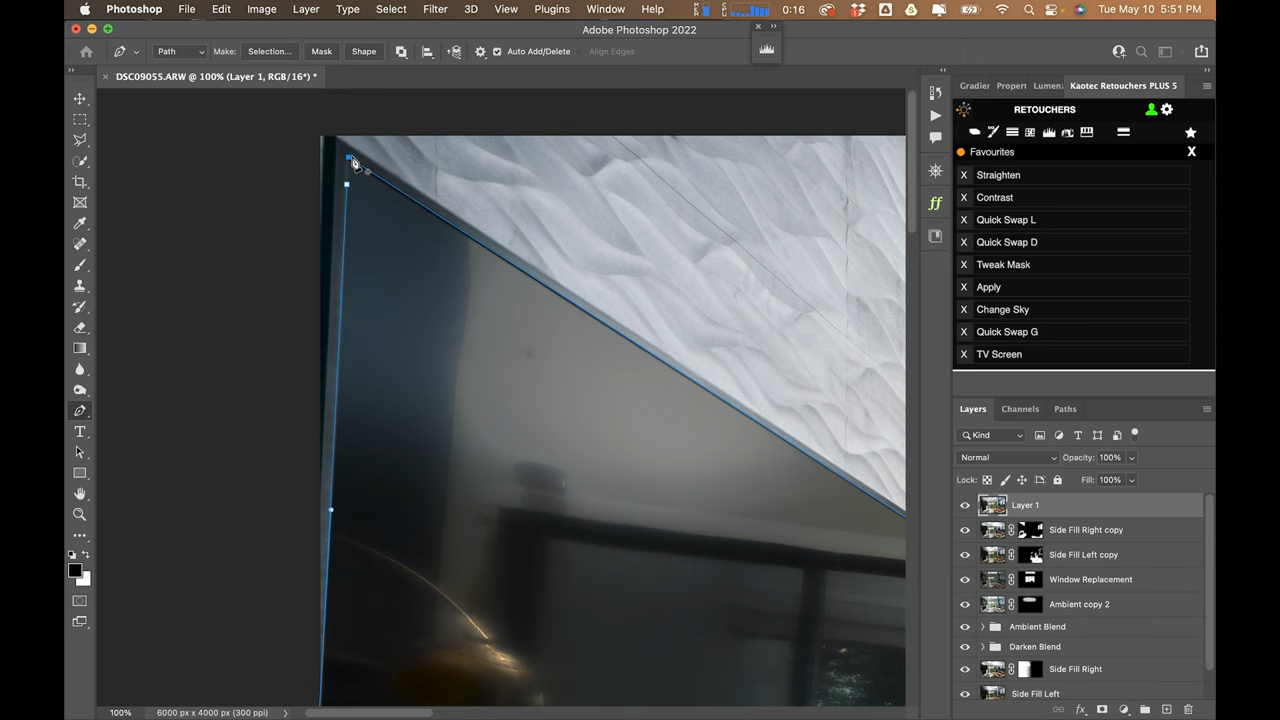 Photoshop File Edit Image Layer Type Select Filter 3D View Plugins Window Help 0:16 Tue May 10 5:51 PM
Adobe Photoshop 2022
Path Make: Selection... Mask Shape Auto Add/Delete Align Edges
× DSC09055.ARW @ 100% (Layer 1, RGB/16*) *
Gradier Propert Lumen: Kaotec Retouchers PLUS 5
RETOUCHERS
Favourites X
X Straighten
X Contrast
X Quick Swap L
X Quick Swap D
X Tweak Mask
X Apply
X Change Sky
X Quick Swap G
X TV Screen
Layers Channels Paths
Kind
Normal Opacity: 100%
Lock: Fill: 100%
Layer 1
Side Fill Right copy
Side Fill Left copy
Window Replacement
Ambient copy 2
Ambient Blend
Darken Blend
Side Fill Right
Side Fill Left
100% 6000 px x 4000 px (300 ppi)